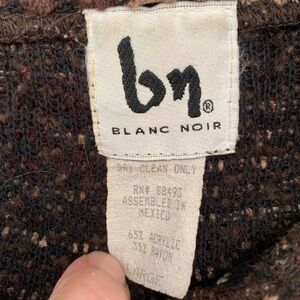 bn®
BLANC NOIR
DRY CLEAN ONLY
RN# 88493
ASSEMBLED IN
MEXICO
65% ACRYLIC
35% RAYON
LARGE